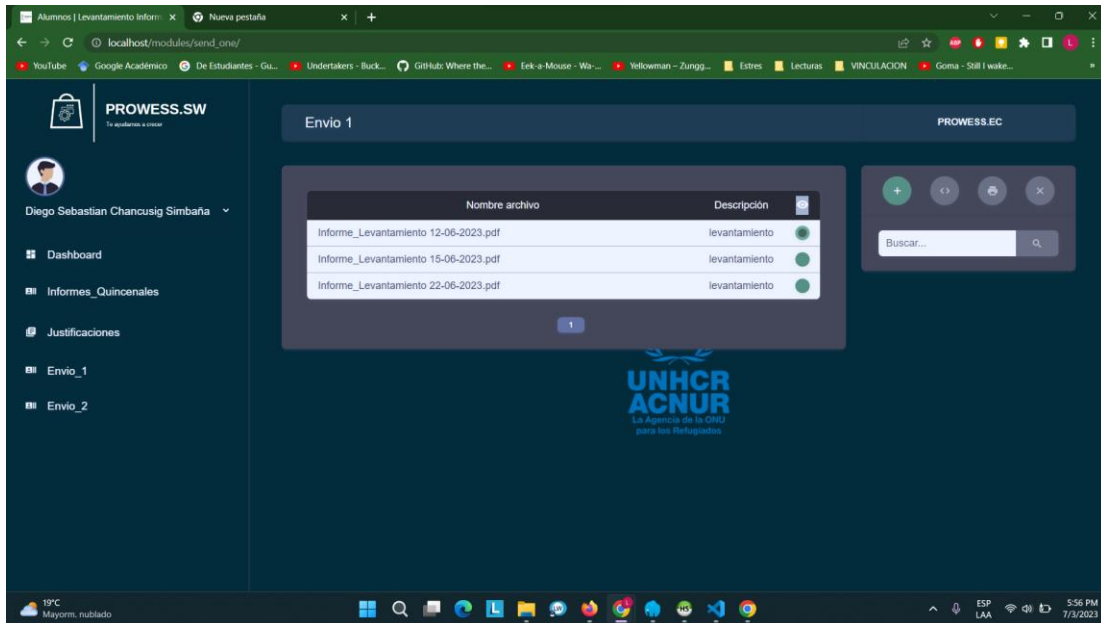 Alumnos | Levantamiento Inform
Nueva pestaña
localhost/modules/send_one/
YouTube
Google Académico
De Estudiantes - Gu...
Undertakers - Buck...
GitHub: Where the...
Eek-a-Mouse - Wa-...
Yellowman – Zungg...
Estres
Lecturas
VINCULACION
Goma - Still I wake...
PROWESS.SW
Te ayudamos a crecer
Envio 1
PROWESS.EC
Diego Sebastian Chancusig Simbaña
Dashboard
Informes_Quincenales
Justificaciones
Envio_1
Envio_2
Nombre archivo Descripción
Informe_Levantamiento 12-06-2023.pdf levantamiento
Informe_Levantamiento 15-06-2023.pdf levantamiento
Informe_Levantamiento 22-06-2023.pdf levantamiento
1
Buscar...
UNHCR
ACNUR
La Agencia de la ONU
para los Refugiados
19°C
Mayorm. nublado
ESP
LAA
5:56 PM
7/3/2023